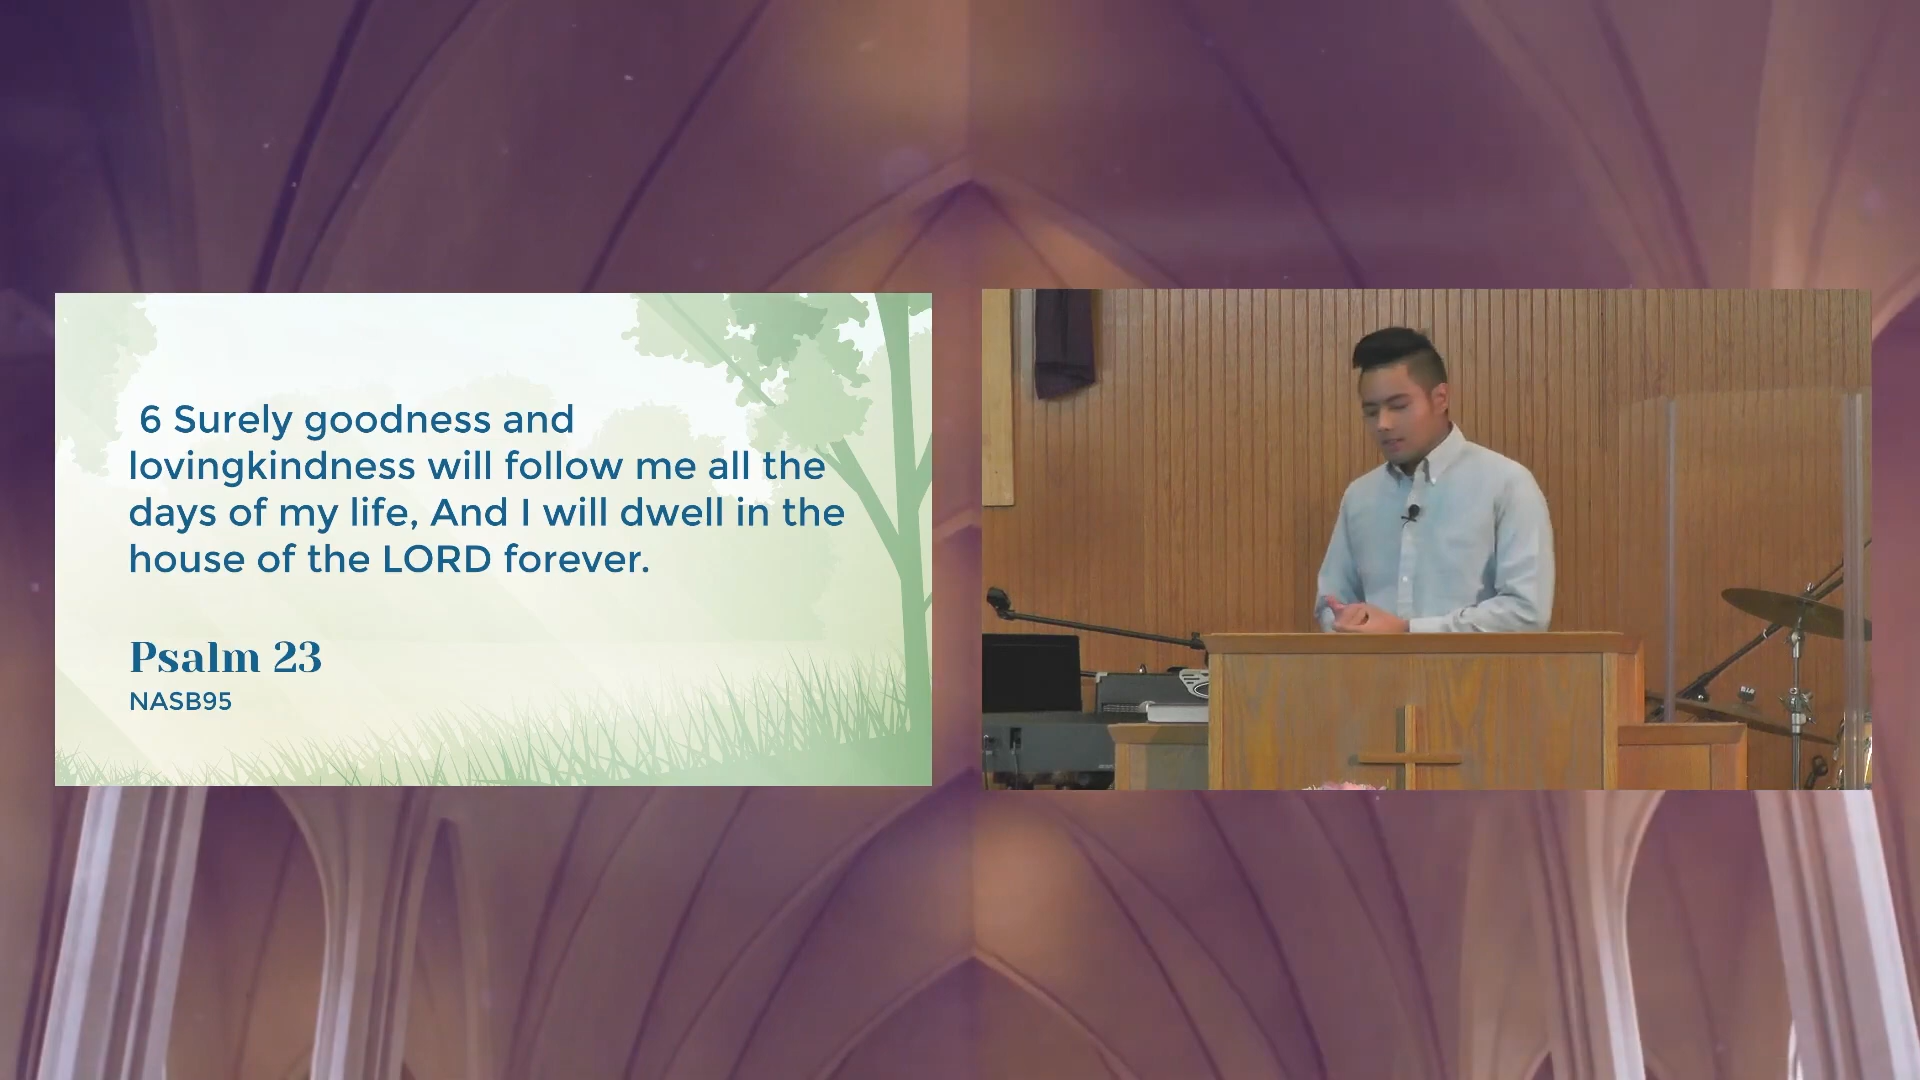 6 Surely goodness and
lovingkindness will follow me all the
days of my life, And I will dwell in the
house of the LORD forever.
Psalm 23
NASB95